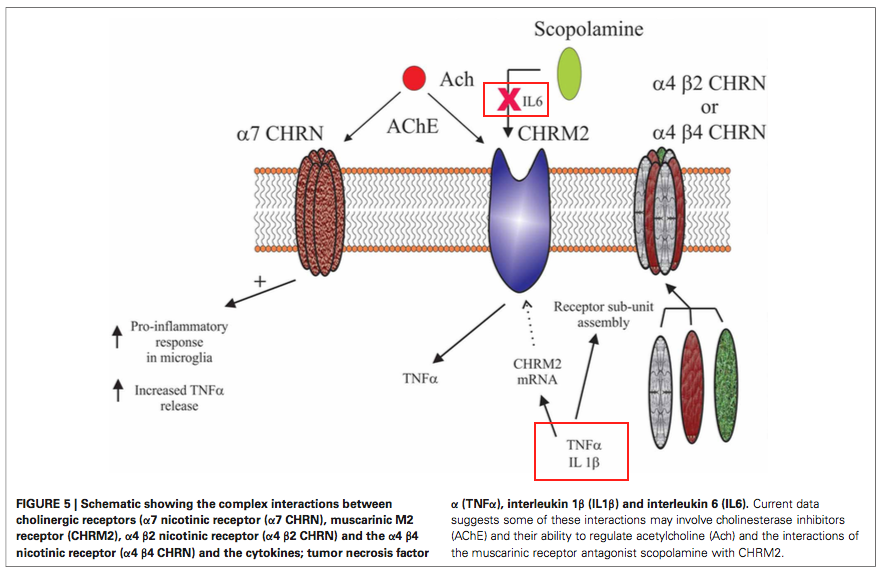 Scopolamine
Ach
IL6
α4 β2 CHRN
or
α4 β4 CHRN
α7 CHRN
AChE
CHRM2
+
Pro-inflammatory
response
in microglia
Increased TNFα
release
TNFα
CHRM2
mRNA
Receptor sub-unit
assembly
TNFα
IL 1β
FIGURE 5 | Schematic showing the complex interactions between
cholinergic receptors (α7 nicotinic receptor (α7 CHRN), muscarinic M2
receptor (CHRM2), α4 β2 nicotinic receptor (α4 β2 CHRN) and the α4 β4
nicotinic receptor (α4 β4 CHRN) and the cytokines; tumor necrosis factor
α (TNFα), interleukin 1β (IL1β) and interleukin 6 (IL6). Current data
suggests some of these interactions may involve cholinesterase inhibitors
(AChE) and their ability to regulate acetylcholine (Ach) and the interactions of
the muscarinic receptor antagonist scopolamine with CHRM2.